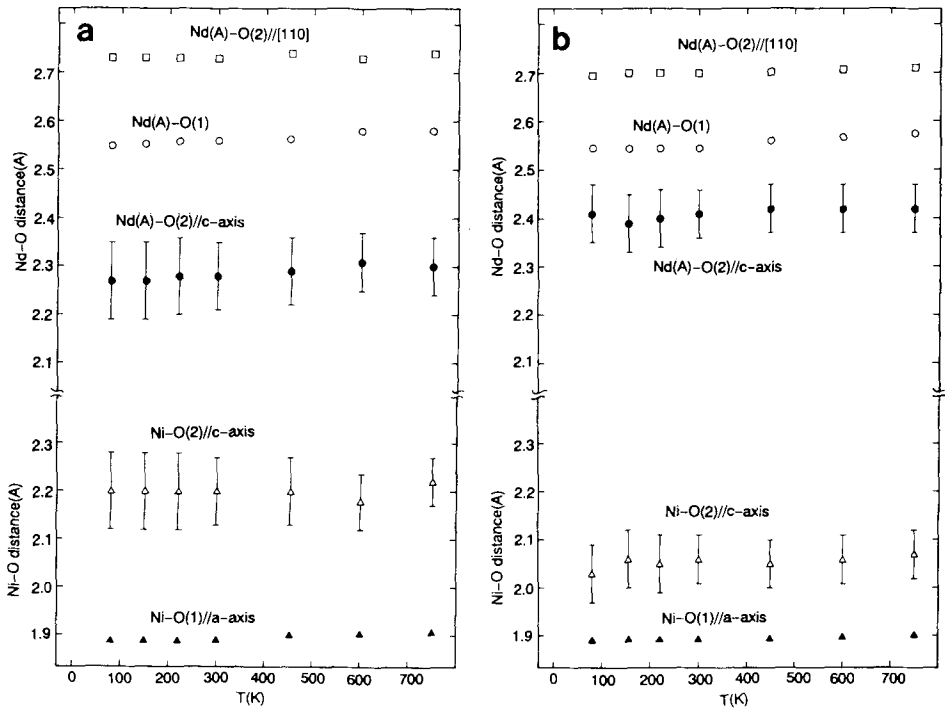 a
Nd(A)-O(2)//[110]
Nd(A)-O(1)
Nd(A)-O(2)//c-axis
Ni-O(2)//c-axis
Ni-O(1)//a-axis
Nd-O distance(A)
2.7
2.6
2.5
2.4
2.3
2.2
2.1
Ni-O distance(A)
2.3
2.2
2.1
2.0
1.9
0 100 200 300 400 500 600 700
T(K)
b
Nd(A)-O(2)//[110]
Nd(A)-O(1)
Nd(A)-O(2)//c-axis
Ni-O(2)//c-axis
Ni-O(1)//a-axis
Nd-O distance(A)
2.7
2.6
2.5
2.4
2.3
2.2
2.1
Ni-O distance(A)
2.3
2.2
2.1
2.0
1.9
0 100 200 300 400 500 600 700
T(K)